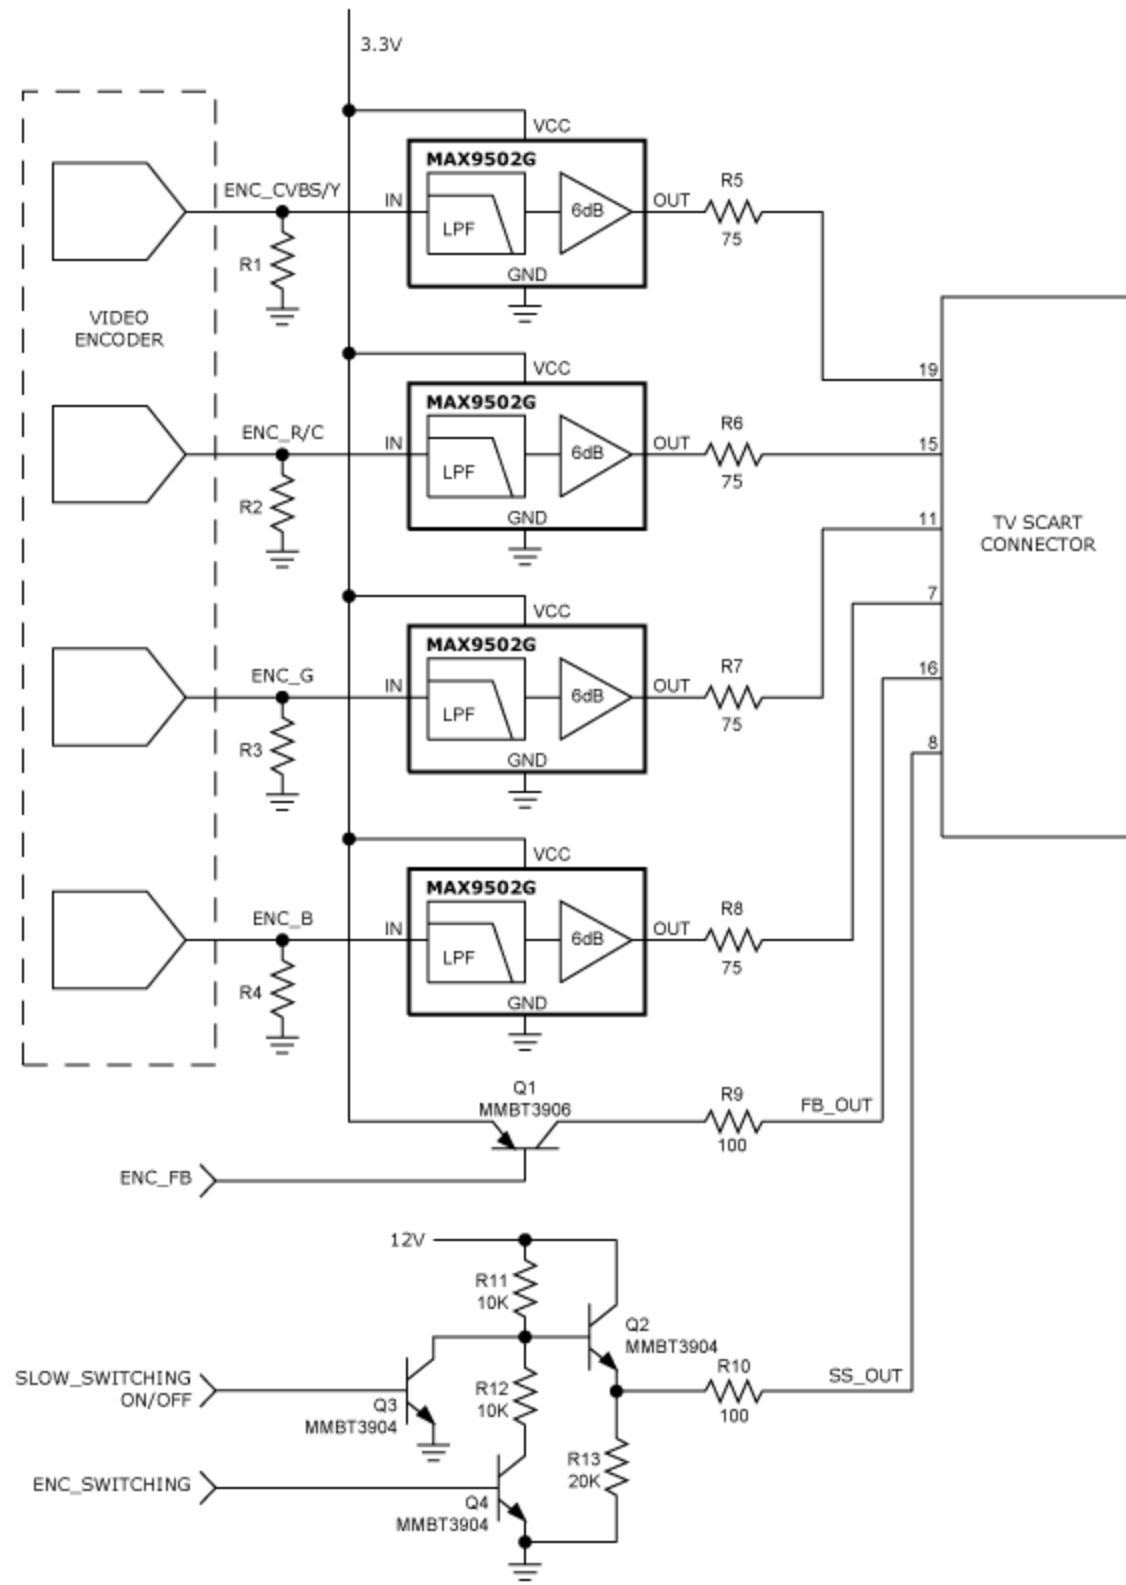 3.3V
VCC
MAX9502G
ENC_CVBS/Y
IN
LPF
6dB
OUT
R5
75
GND
R1
VIDEO
ENCODER
VCC
MAX9502G
ENC_R/C
IN
LPF
6dB
OUT
R6
75
GND
R2
VCC
MAX9502G
ENC_G
IN
LPF
6dB
OUT
R7
75
GND
R3
VCC
MAX9502G
ENC_B
IN
LPF
6dB
OUT
R8
75
GND
R4
19
15
11
7
16
8
TV SCART
CONNECTOR
Q1
MMBT3906
R9
100
FB_OUT
ENC_FB
12V
R11
10K
Q2
MMBT3904
SLOW_SWITCHING
ON/OFF
Q3
MMBT3904
R12
10K
R10
100
SS_OUT
R13
20K
ENC_SWITCHING
Q4
MMBT3904